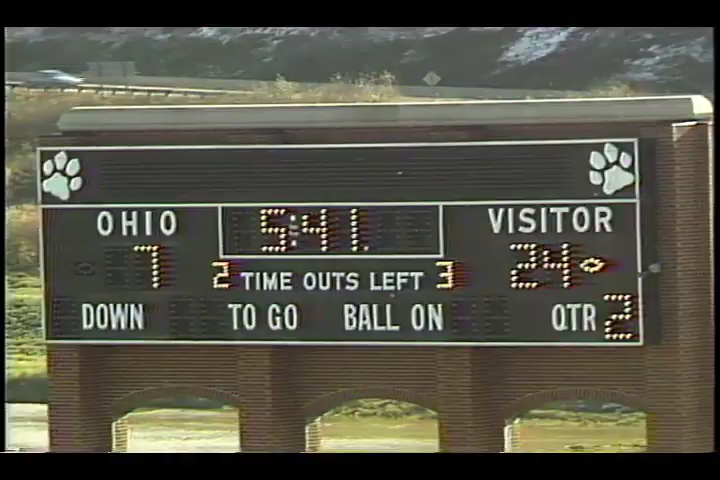 OHIO 5:41 VISITOR
7 2 TIME OUTS LEFT 3 24
DOWN TO GO BALL ON QTR 2